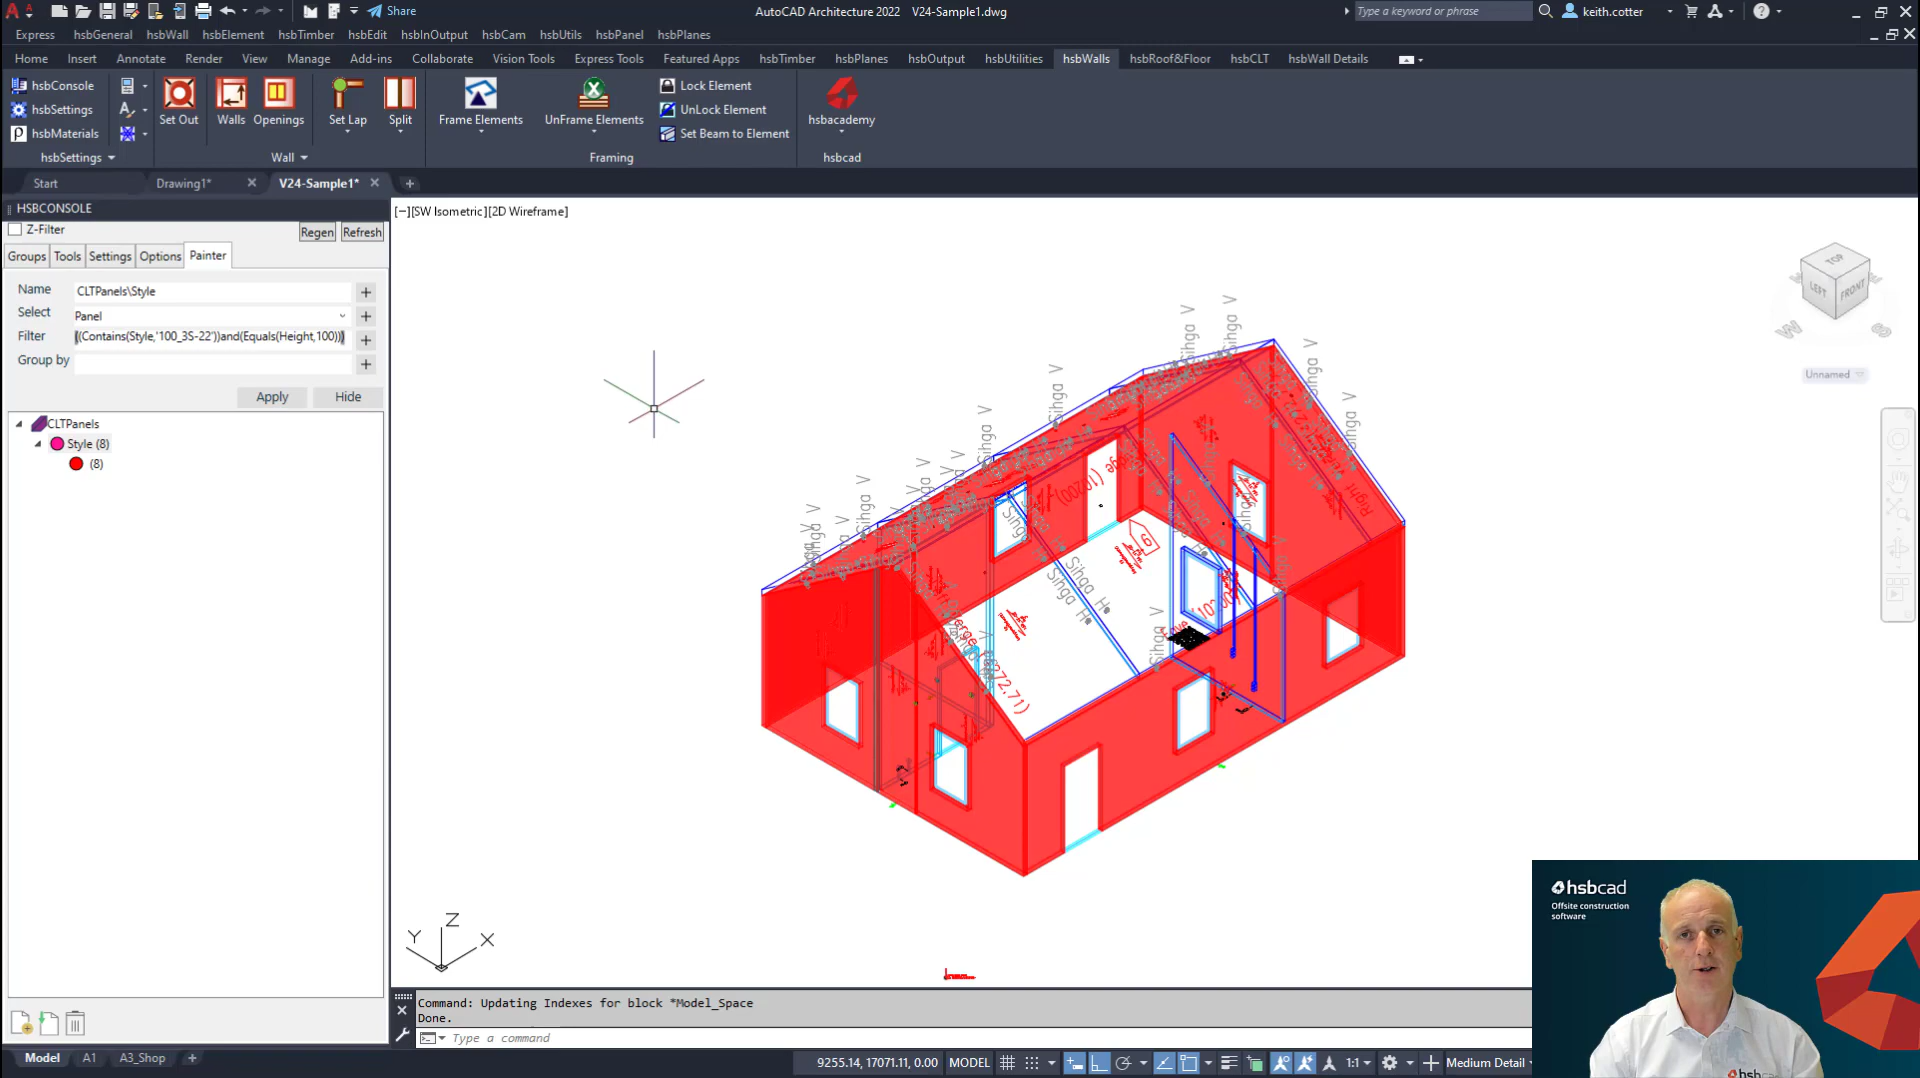 Share
AutoCAD Architecture 2022 V24-Sample1.dwg
Type a keyword or phrase
keith.cotter
Express hsbGeneral hsbWall hsbElement hsbTimber hsbEdit hsbInOutput hsbCam hsbUtils hsbPanel hsbPlanes
Home Insert Annotate Render View Manage Add-ins Collaborate Vision Tools Express Tools Featured Apps hsbTimber hsbPlanes hsbOutput hsbUtilities hsbWalls hsbRoof&Floor hsbCLT hsbWall Details
hsbConsole
hsbSettings
hsbMaterials
Set Out
Walls
Openings
Set Lap
Split
Frame Elements
UnFrame Elements
Lock Element
UnLock Element
Set Beam to Element
hsbacademy
hsbSettings
Wall
Framing
hsbcad
Start
Drawing1*
V24-Sample1*
HSBCONSOLE
Z-Filter
Regen
Refresh
Groups Tools Settings Options Painter
Name CLTPanels\Style
Select Panel
Filter ((Contains(Style,'100_3S-22'))and(Equals(Height,100)))
Group by
Apply
Hide
CLTPanels
Style (8)
(8)
[−][SW Isometric][2D Wireframe]
TOP
LEFT
FRONT
W
S
Unnamed
Z
Y
X
Command: Updating Indexes for block *Model_Space
Done.
Type a command
Model A1 A3_Shop
9255.14, 17071.11, 0.00
MODEL
1:1
Medium Detail
hsbcad
Offsite construction
software
hsbcad